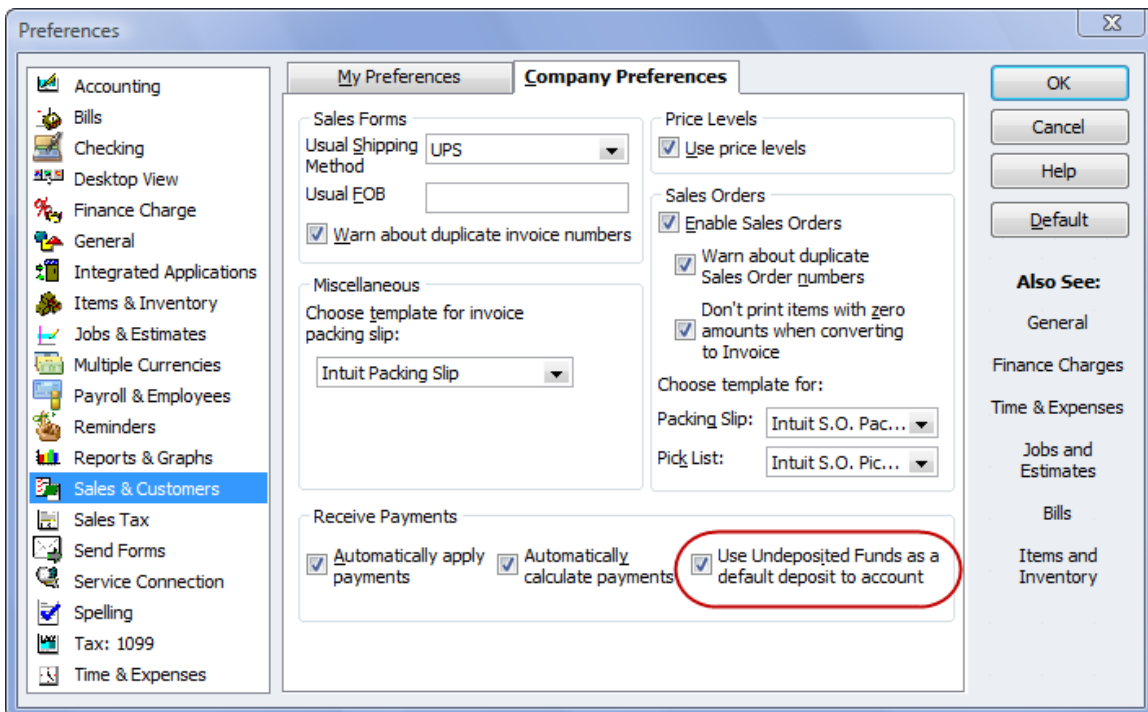 Preferences
Accounting
Bills
Checking
Desktop View
Finance Charge
General
Integrated Applications
Items & Inventory
Jobs & Estimates
Multiple Currencies
Payroll & Employees
Reminders
Reports & Graphs
Sales & Customers
Sales Tax
Send Forms
Service Connection
Spelling
Tax: 1099
Time & Expenses
My Preferences
Company Preferences
Sales Forms
Usual Shipping
Method
UPS
Usual FOB
Warn about duplicate invoice numbers
Miscellaneous
Choose template for invoice
packing slip:
Intuit Packing Slip
Price Levels
Use price levels
Sales Orders
Enable Sales Orders
Warn about duplicate
Sales Order numbers
Don't print items with zero
amounts when converting
to Invoice
Choose template for:
Packing Slip:
Intuit S.O. Pac...
Pick List:
Intuit S.O. Pic...
Receive Payments
Automatically apply
payments
Automatically
calculate payments
Use Undeposited Funds as a
default deposit to account
OK
Cancel
Help
Default
Also See:
General
Finance Charges
Time & Expenses
Jobs and
Estimates
Bills
Items and
Inventory